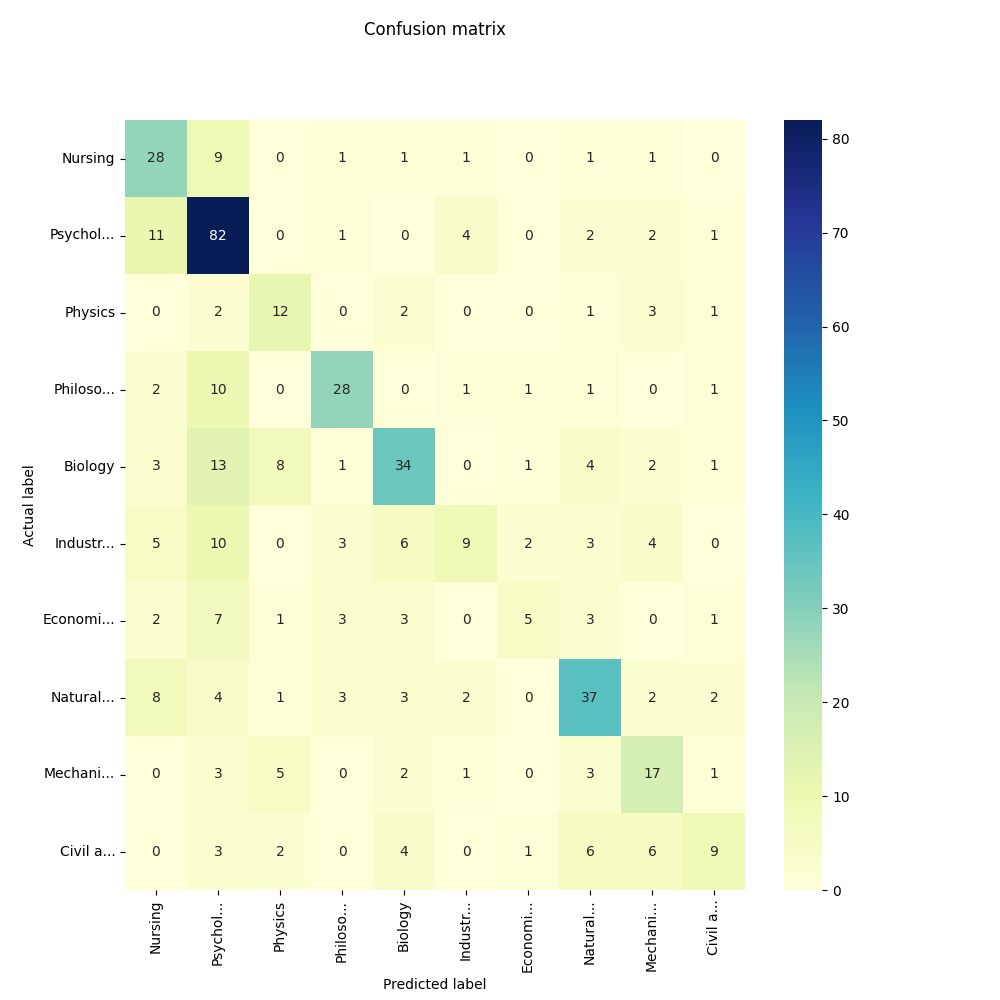 Confusion matrix
Nursing 28 9 0 1 1 1 0 1 1 0
Psychol... 11 82 0 1 0 4 0 2 2 1
Physics 0 2 12 0 2 0 0 1 3 1
Philoso... 2 10 0 28 0 1 1 1 0 1
Biology 3 13 8 1 34 0 1 4 2 1
Industr... 5 10 0 3 6 9 2 3 4 0
Economi... 2 7 1 3 3 0 5 3 0 1
Natural... 8 4 1 3 3 2 0 37 2 2
Mechani... 0 3 5 0 2 1 0 3 17 1
Civil a... 0 3 2 0 4 0 1 6 6 9
Actual label
Nursing Psychol... Physics Philoso... Biology Industr... Economi... Natural... Mechani... Civil a...
Predicted label
80
70
60
50
40
30
20
10
0